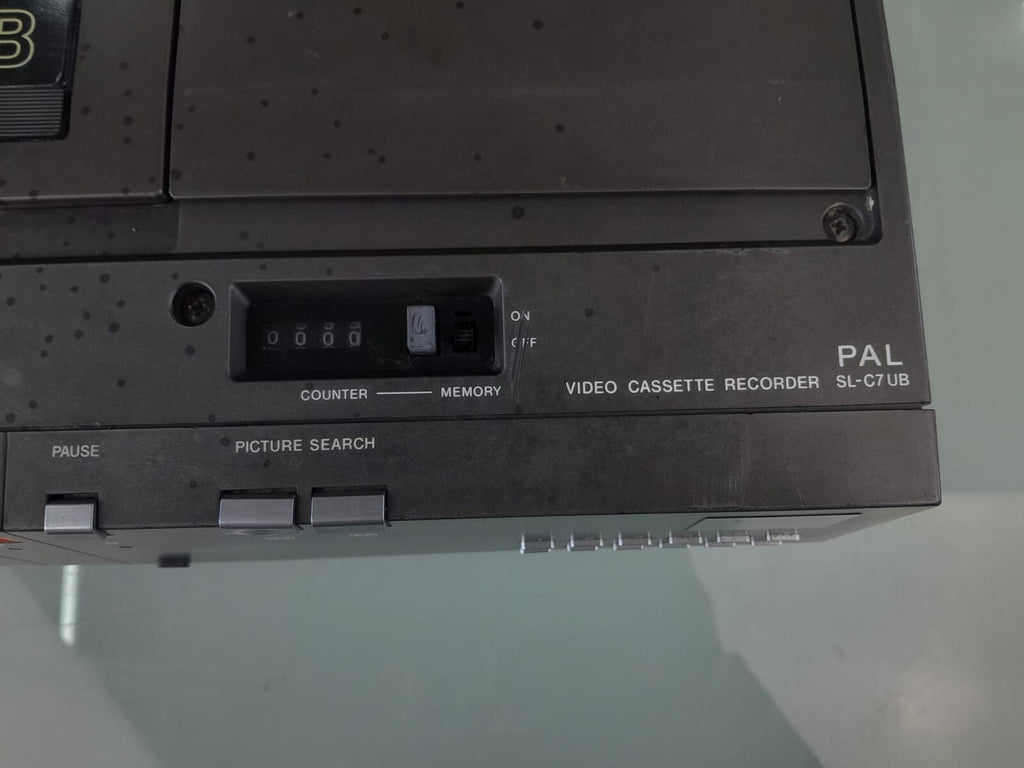 B
ON
0000
OFF
PAL
COUNTER MEMORY
VIDEO CASSETTE RECORDER SL-C7UB
PAUSE
PICTURE SEARCH